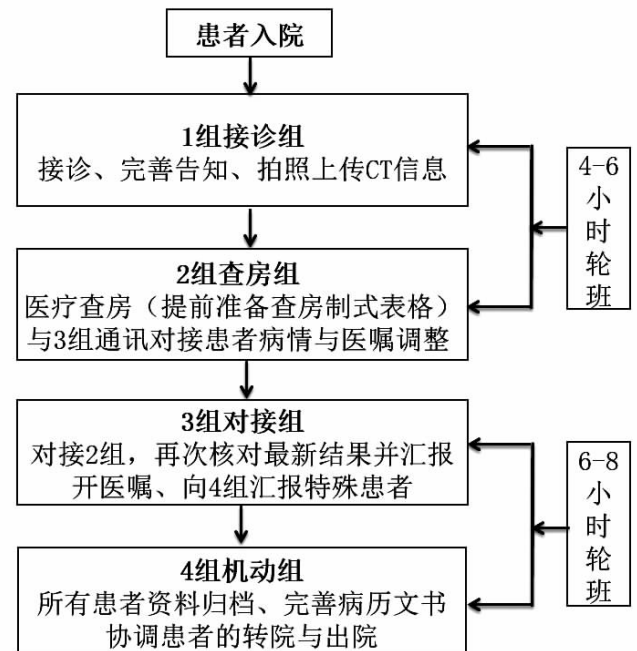 患者入院
1组接诊组
接诊、完善告知、拍照上传CT信息
2组查房组
医疗查房（提前准备查房制式表格）
与3组通讯对接患者病情与医嘱调整
3组对接组
对接2组，再次核对最新结果并汇报
开医嘱、向4组汇报特殊患者
4组机动组
所有患者资料归档、完善病历文书
协调患者的转院与出院
4-6
小
时
轮
班
6-8
小
时
轮
班